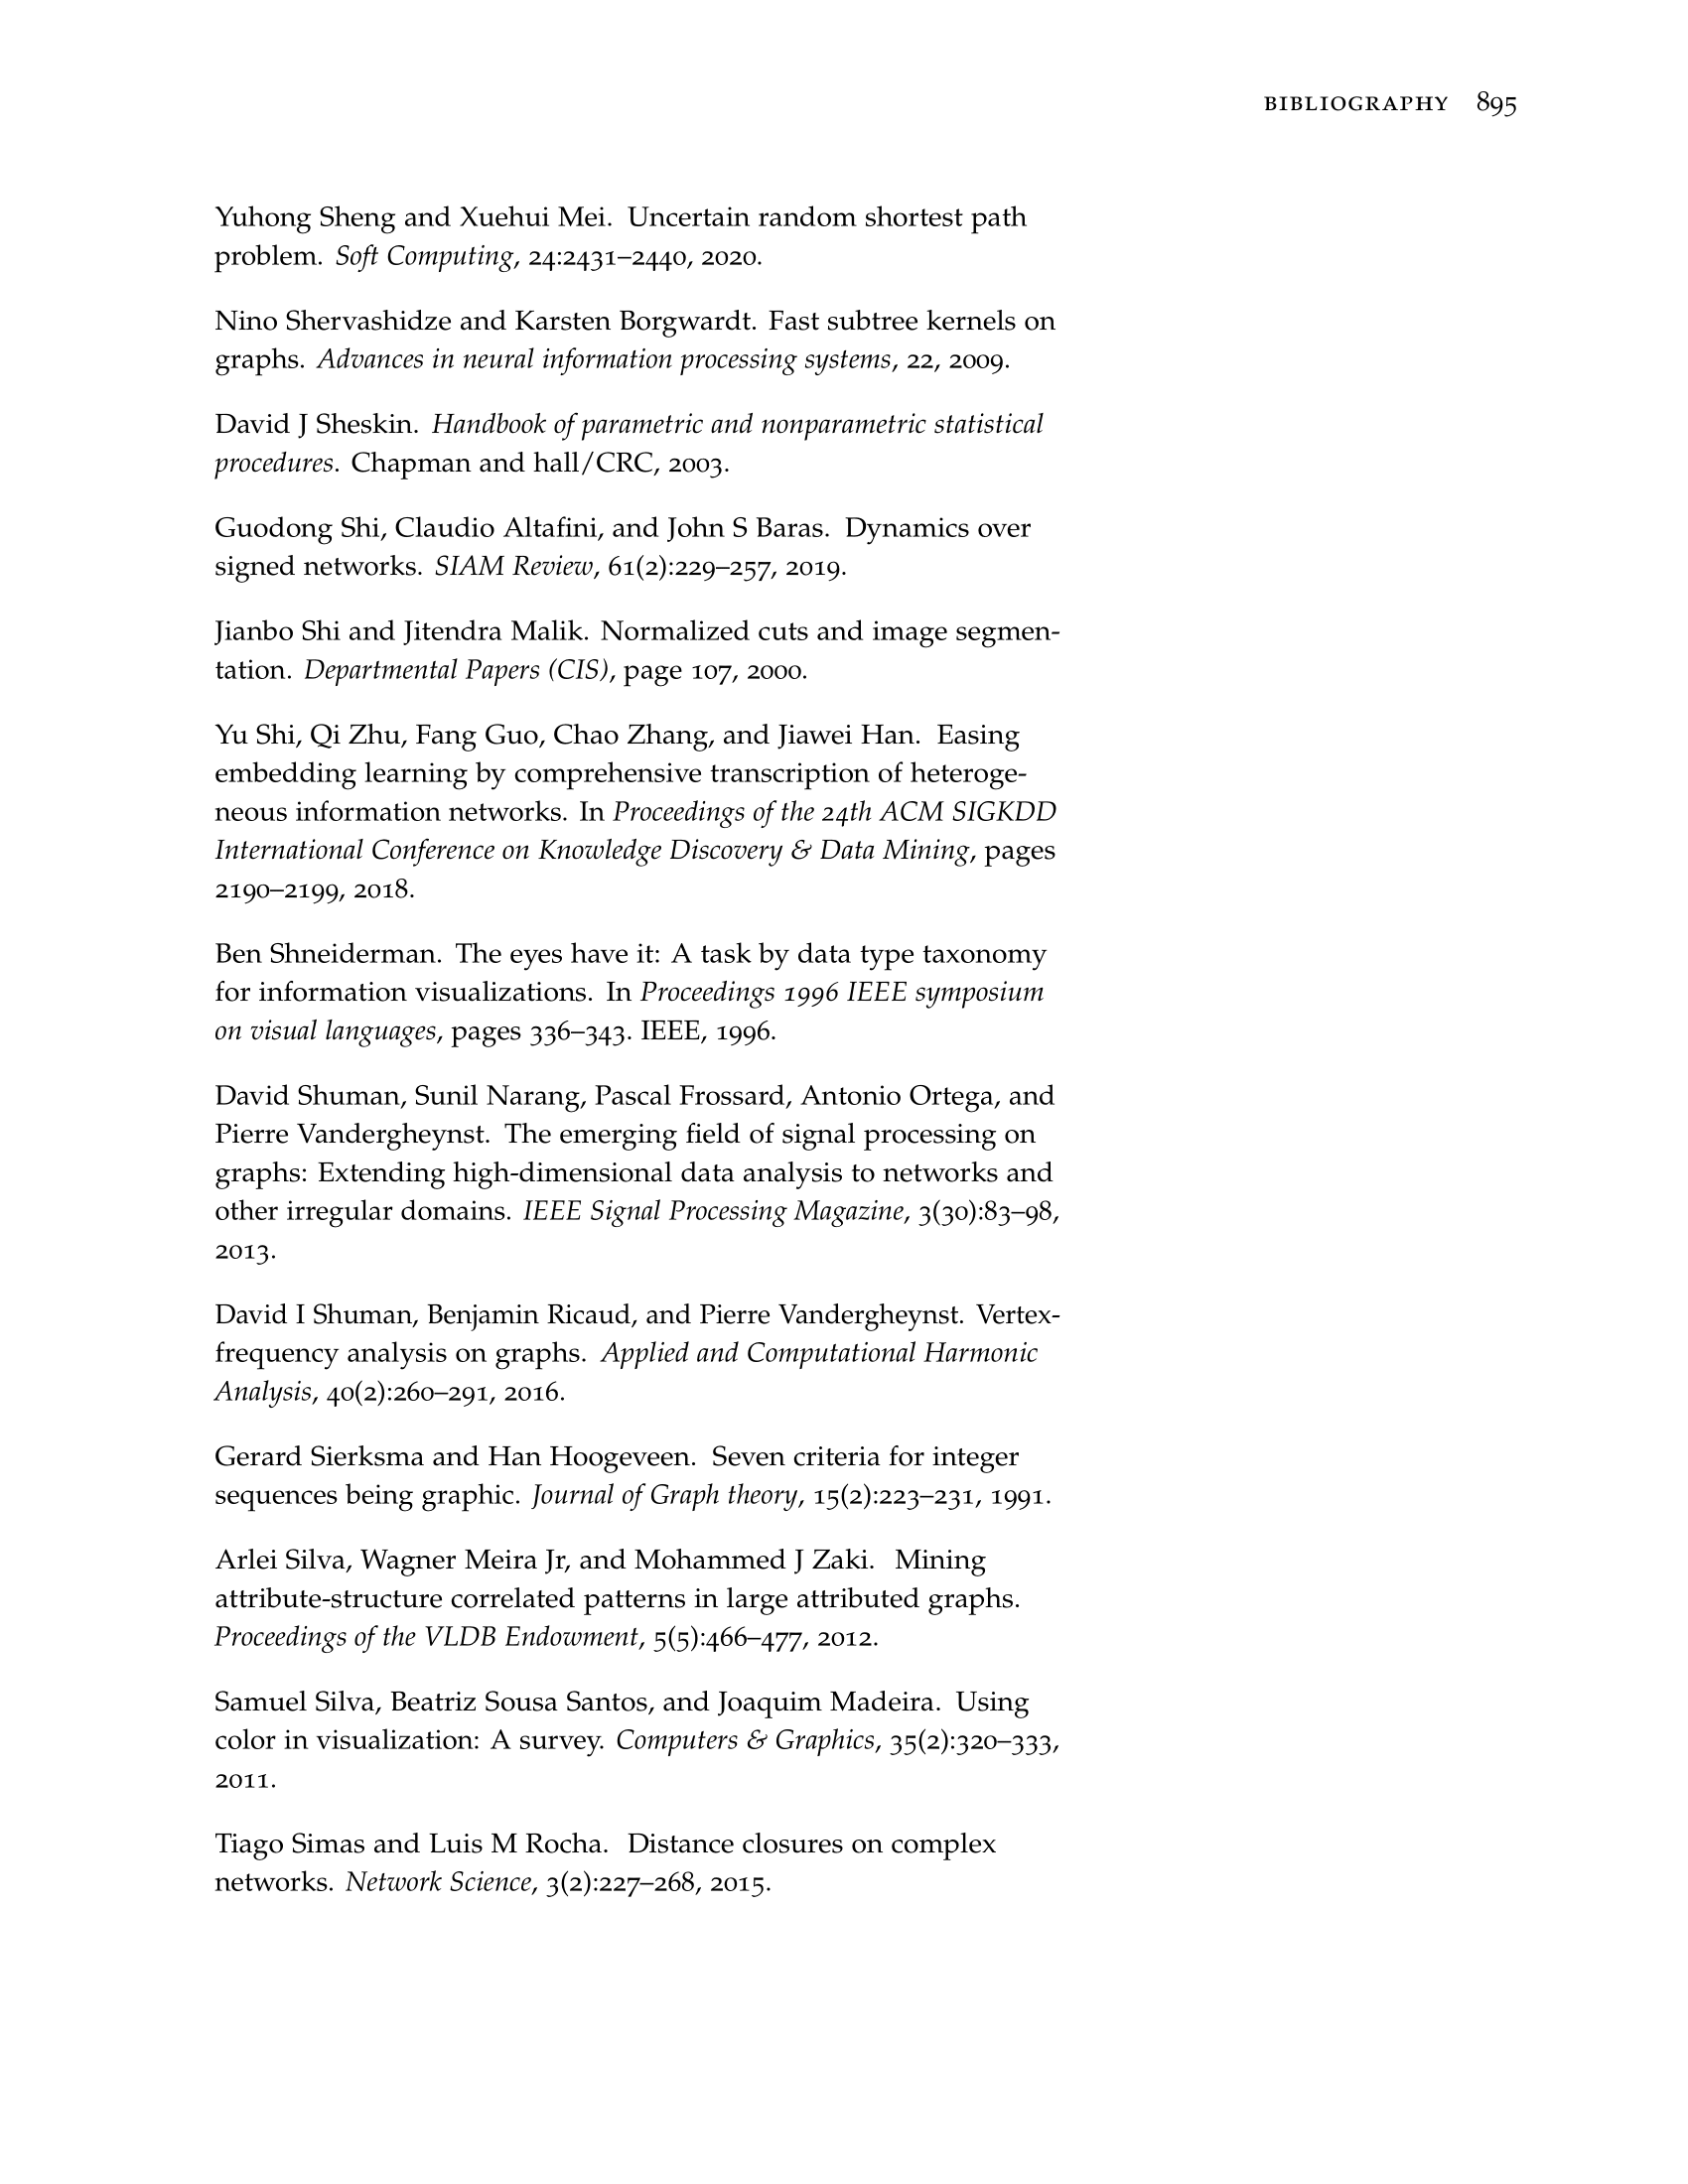 BIBLIOGRAPHY 895
Yuhong Sheng and Xuehui Mei. Uncertain random shortest path
problem. Soft Computing, 24:2431–2440, 2020.
Nino Shervashidze and Karsten Borgwardt. Fast subtree kernels on
graphs. Advances in neural information processing systems, 22, 2009.
David J Sheskin. Handbook of parametric and nonparametric statistical
procedures. Chapman and hall/CRC, 2003.
Guodong Shi, Claudio Altafini, and John S Baras. Dynamics over
signed networks. SIAM Review, 61(2):229–257, 2019.
Jianbo Shi and Jitendra Malik. Normalized cuts and image segmen-
tation. Departmental Papers (CIS), page 107, 2000.
Yu Shi, Qi Zhu, Fang Guo, Chao Zhang, and Jiawei Han. Easing
embedding learning by comprehensive transcription of heteroge-
neous information networks. In Proceedings of the 24th ACM SIGKDD
International Conference on Knowledge Discovery & Data Mining, pages
2190–2199, 2018.
Ben Shneiderman. The eyes have it: A task by data type taxonomy
for information visualizations. In Proceedings 1996 IEEE symposium
on visual languages, pages 336–343. IEEE, 1996.
David Shuman, Sunil Narang, Pascal Frossard, Antonio Ortega, and
Pierre Vandergheynst. The emerging field of signal processing on
graphs: Extending high-dimensional data analysis to networks and
other irregular domains. IEEE Signal Processing Magazine, 3(30):83–98,
2013.
David I Shuman, Benjamin Ricaud, and Pierre Vandergheynst. Vertex-
frequency analysis on graphs. Applied and Computational Harmonic
Analysis, 40(2):260–291, 2016.
Gerard Sierksma and Han Hoogeveen. Seven criteria for integer
sequences being graphic. Journal of Graph theory, 15(2):223–231, 1991.
Arlei Silva, Wagner Meira Jr, and Mohammed J Zaki. Mining
attribute-structure correlated patterns in large attributed graphs.
Proceedings of the VLDB Endowment, 5(5):466–477, 2012.
Samuel Silva, Beatriz Sousa Santos, and Joaquim Madeira. Using
color in visualization: A survey. Computers & Graphics, 35(2):320–333,
2011.
Tiago Simas and Luis M Rocha. Distance closures on complex
networks. Network Science, 3(2):227–268, 2015.